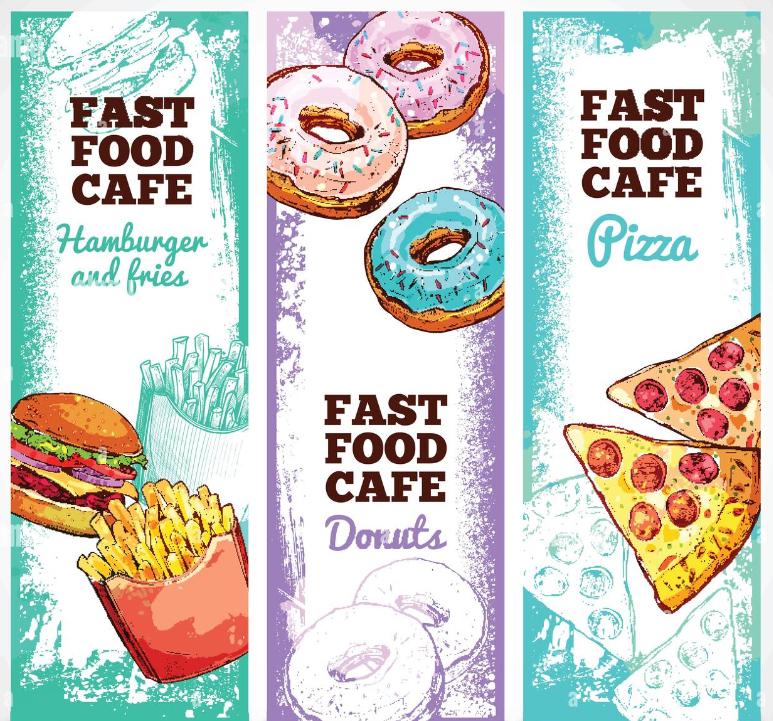 FAST
FOOD
CAFE
Hamburger
and fries
FAST
FOOD
CAFE
Donuts
FAST
FOOD
CAFE
Pizza